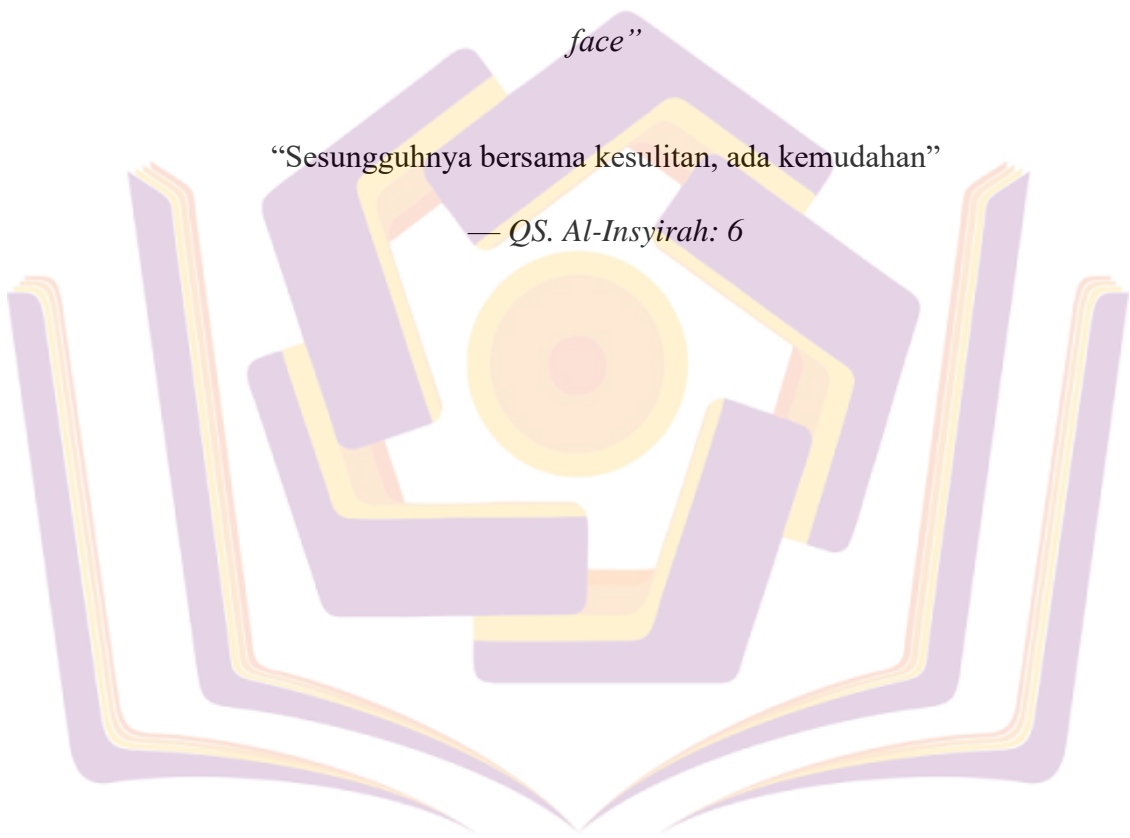 face”
“Sesungguhnya bersama kesulitan, ada kemudahan”
— QS. Al-Insyirah: 6